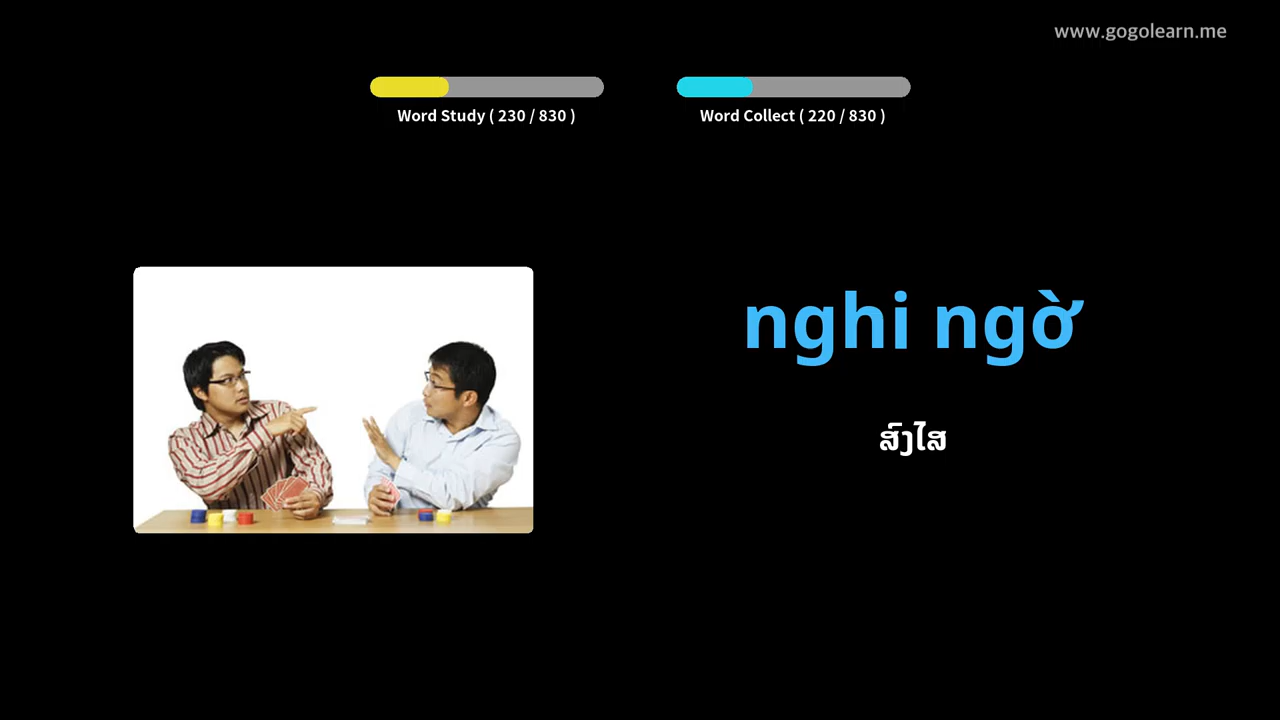 www.gogolearn.me
Word Study ( 230 / 830 )
Word Collect ( 220 / 830 )
nghi ngờ
ສົງໄສ